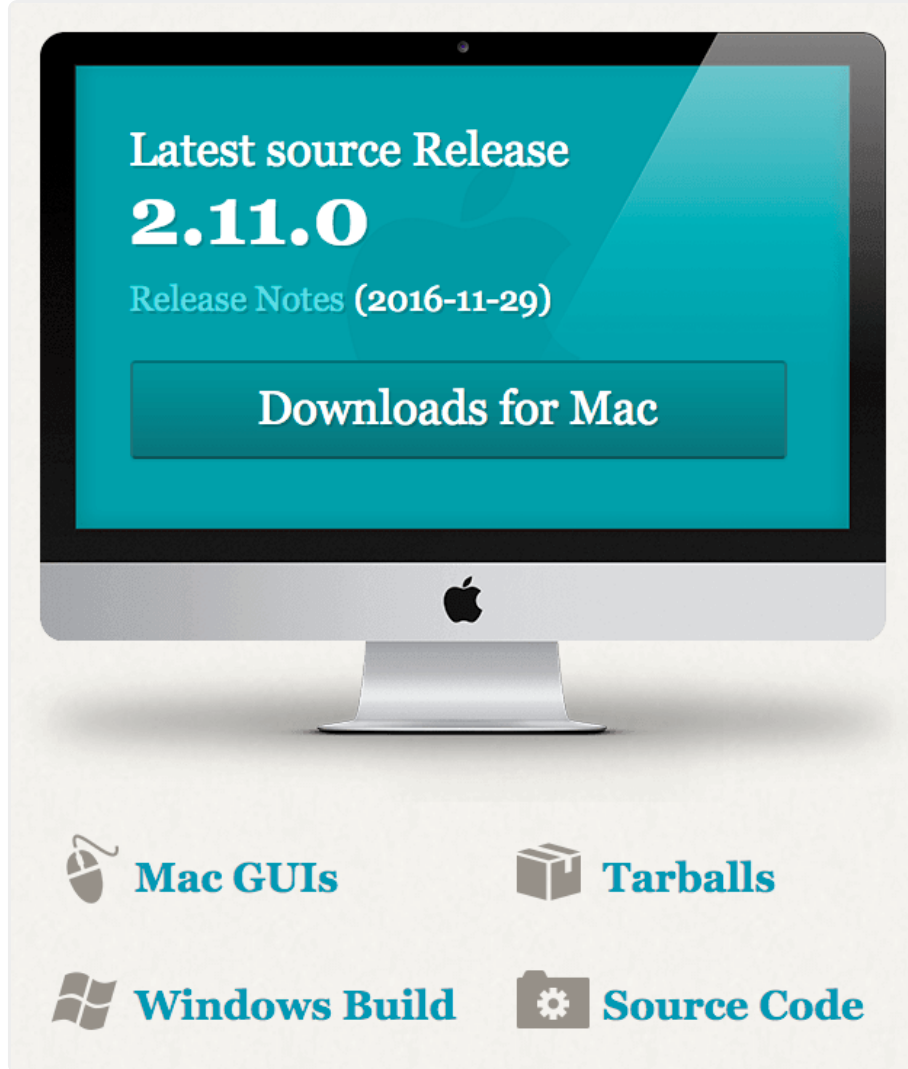 Latest source Release
2.11.0
Release Notes (2016-11-29)
Downloads for Mac
Mac GUIs
Tarballs
Windows Build
Source Code